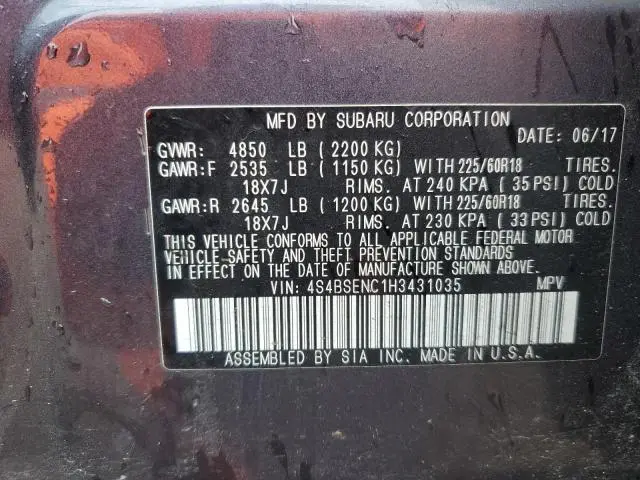 MFD BY SUBARU CORPORATION
DATE: 06/17
GVWR: 4850 LB ( 2200 KG)
GAWR:F 2535 LB ( 1150 KG) WITH 225/60R18 TIRES.
18X7J RIMS. AT 240 KPA ( 35 PSI) COLD
GAWR:R 2645 LB ( 1200 KG) WITH 225/60R18 TIRES.
18X7J RIMS. AT 230 KPA ( 33 PSI) COLD
THIS VEHICLE CONFORMS TO ALL APPLICABLE FEDERAL MOTOR
VEHICLE SAFETY AND THEFT PREVENTION STANDARDS
IN EFFECT ON THE DATE OF MANUFACTURE SHOWN ABOVE.
VIN: 4S4BSENC1H3431035 MPV
ASSEMBLED BY SIA INC. MADE IN U.S.A.